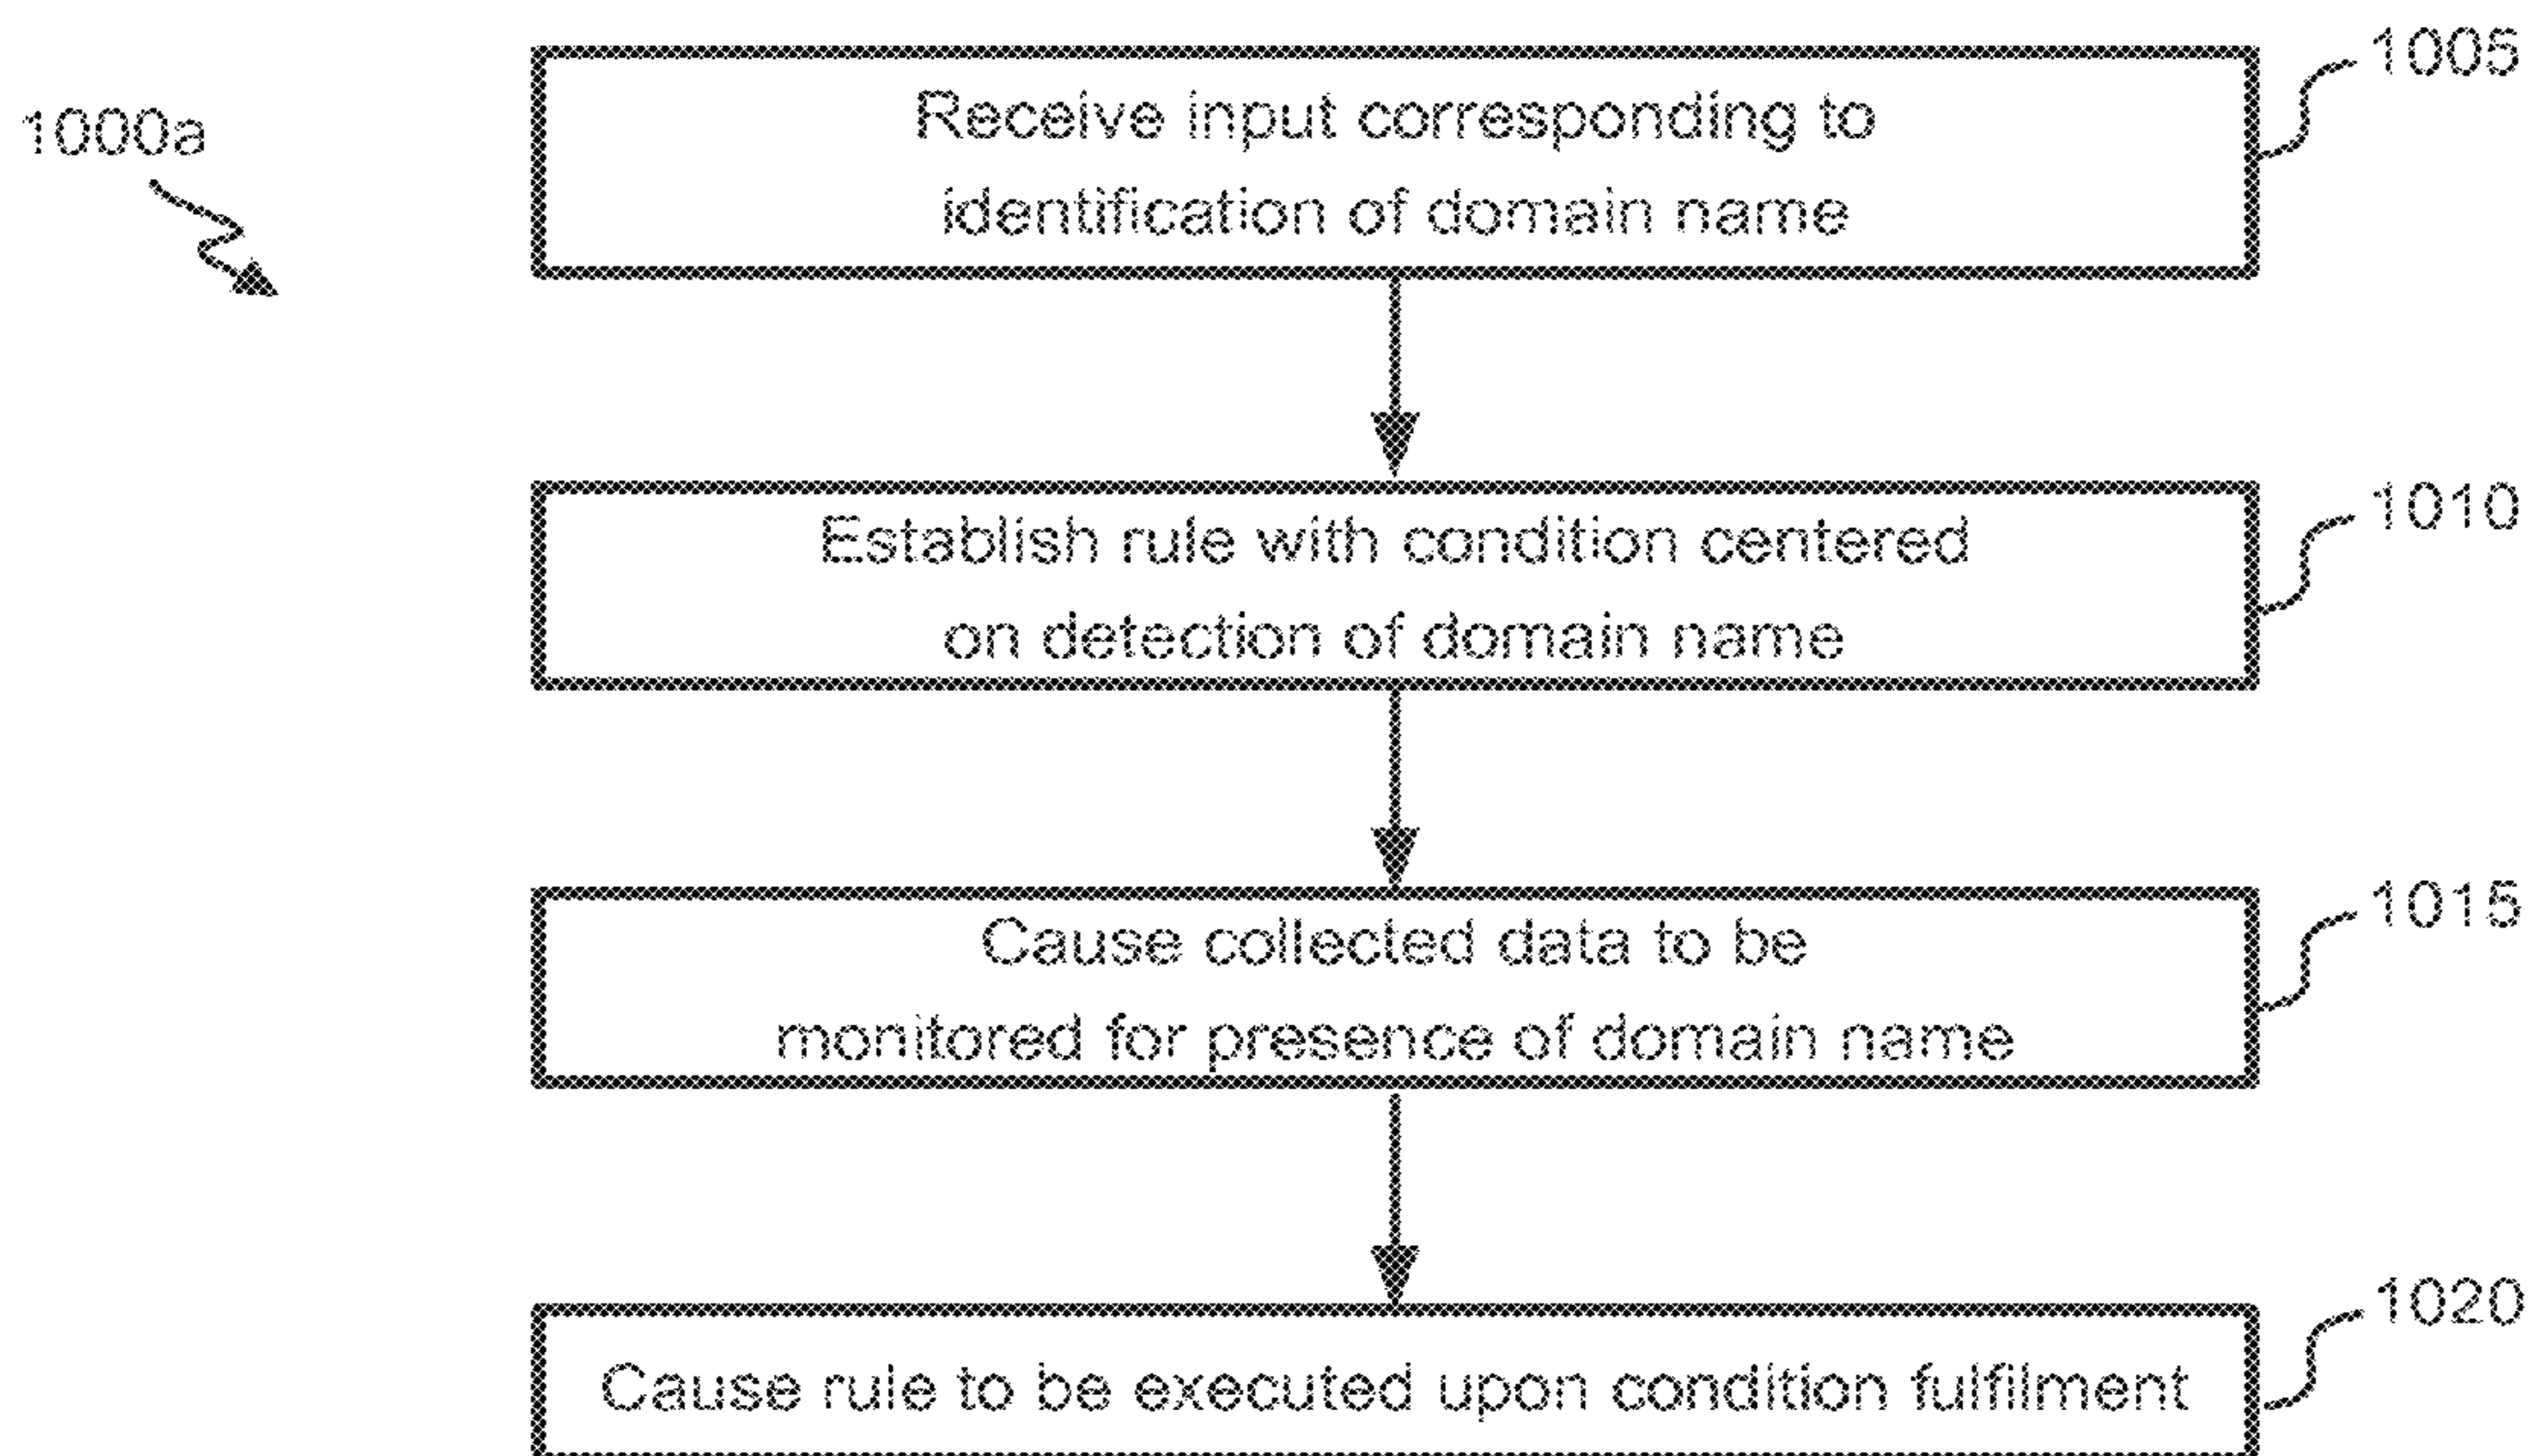 1000a
Receive input corresponding to
identification of domain name
1005
Establish rule with condition centered
on detection of domain name
1010
Cause collected data to be
monitored for presence of domain name
1015
Cause rule to be executed upon condition fulfilment
1020